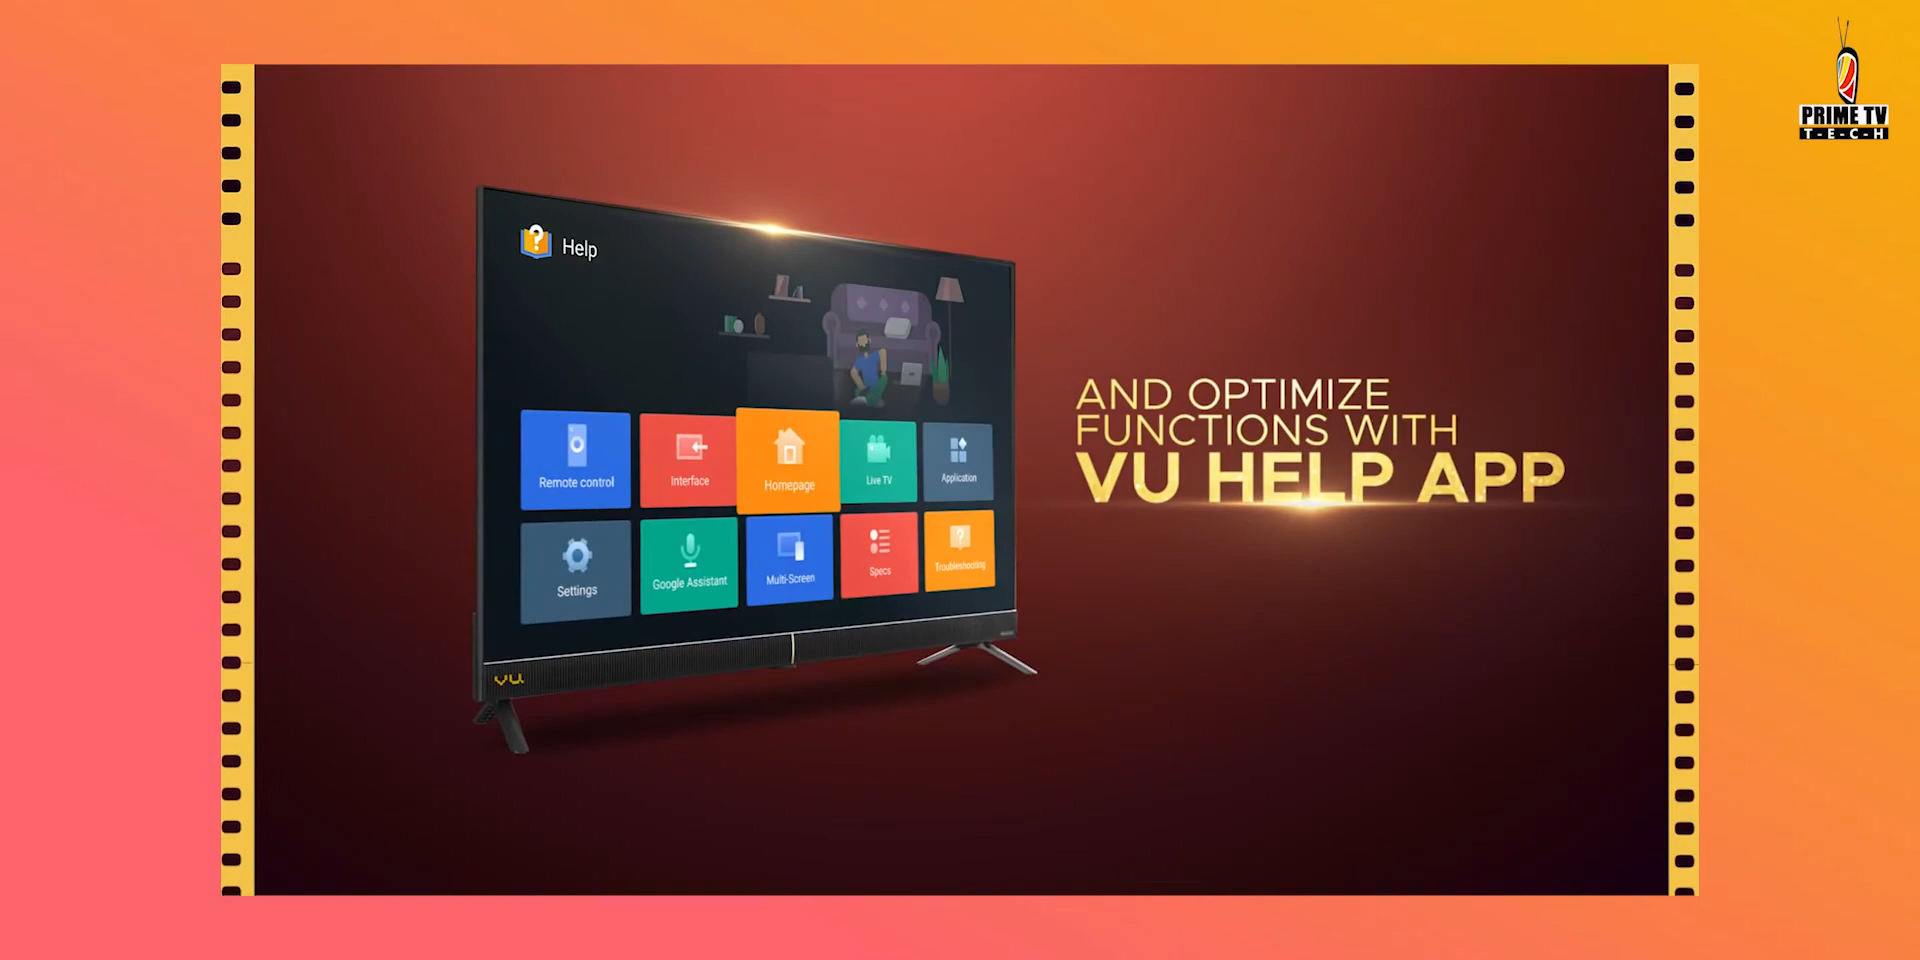 PRIME TV
T-E-C-H
Help
AND OPTIMIZE
FUNCTIONS WITH
VU HELP APP
Remote control
Interface
Homepage
Live TV
Application
Settings
Google Assistant
Multi-Screen
Specs
Troubleshooting
vu